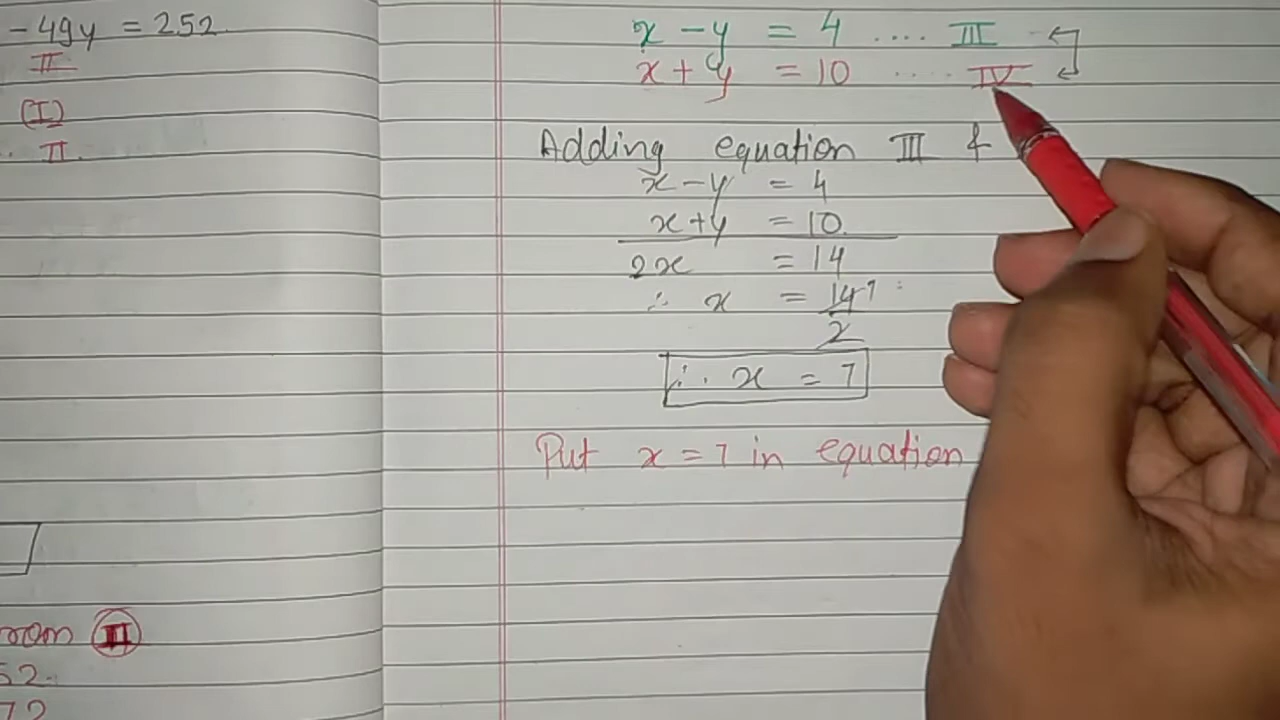 - 49y = 252
II
(I)
.. II.
rom II
52.
72
x - y = 4 .... III
x + y = 10 .... IV
Adding equation III &
x - y = 4
x + y = 10.
2x = 14
∴ x = 14 7
2
∴ x = 7
Put x = 7 in equation